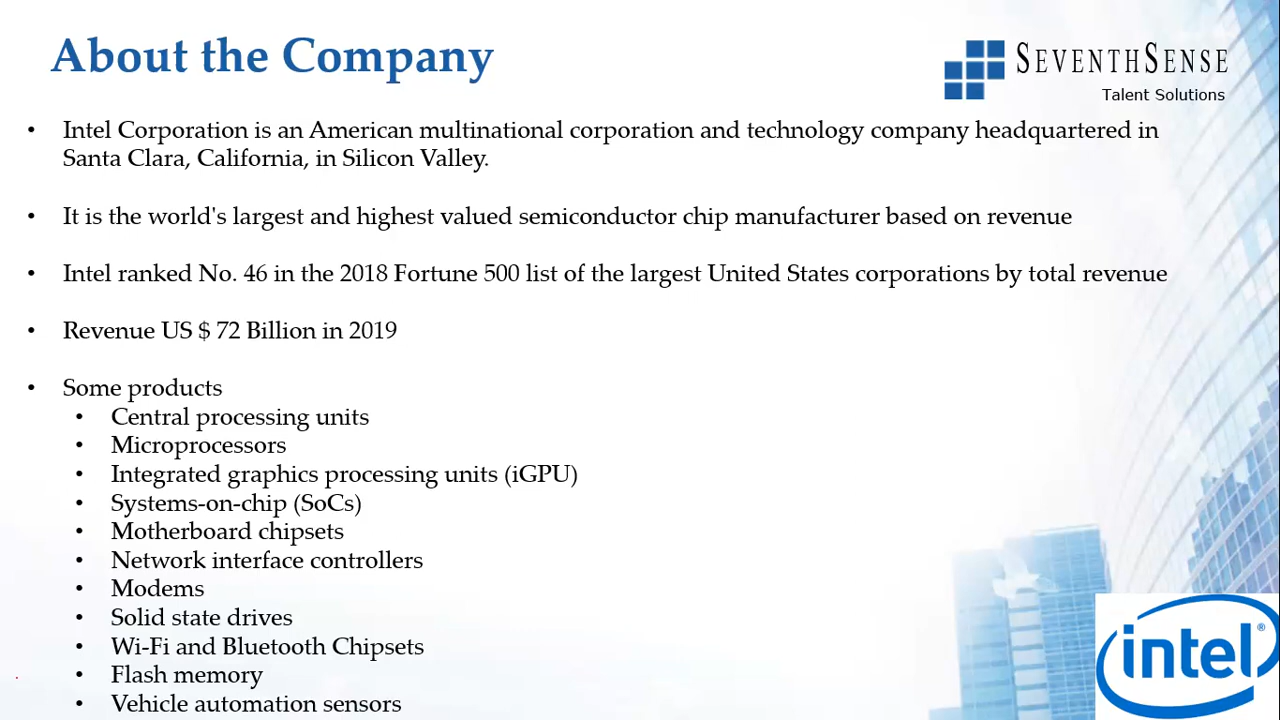 About the Company
SEVENTHSENSE
Talent Solutions
• Intel Corporation is an American multinational corporation and technology company headquartered in
Santa Clara, California, in Silicon Valley.
• It is the world's largest and highest valued semiconductor chip manufacturer based on revenue
• Intel ranked No. 46 in the 2018 Fortune 500 list of the largest United States corporations by total revenue
• Revenue US $ 72 Billion in 2019
• Some products
• Central processing units
• Microprocessors
• Integrated graphics processing units (iGPU)
• Systems-on-chip (SoCs)
• Motherboard chipsets
• Network interface controllers
• Modems
• Solid state drives
• Wi-Fi and Bluetooth Chipsets
• Flash memory
• Vehicle automation sensors
intel®